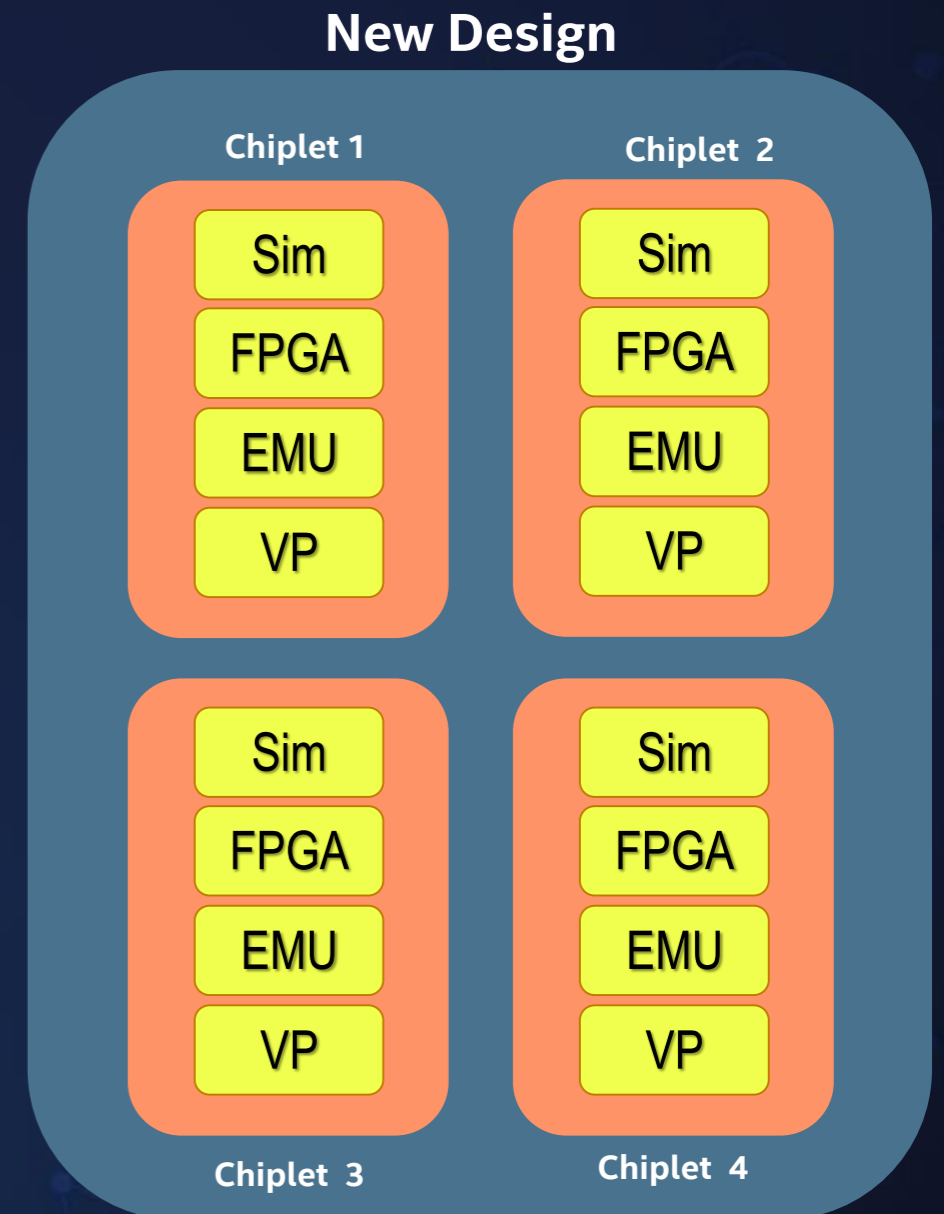 New Design
Chiplet 1
Sim
FPGA
EMU
VP
Chiplet 2
Sim
FPGA
EMU
VP
Sim
FPGA
EMU
VP
Chiplet 3
Sim
FPGA
EMU
VP
Chiplet 4